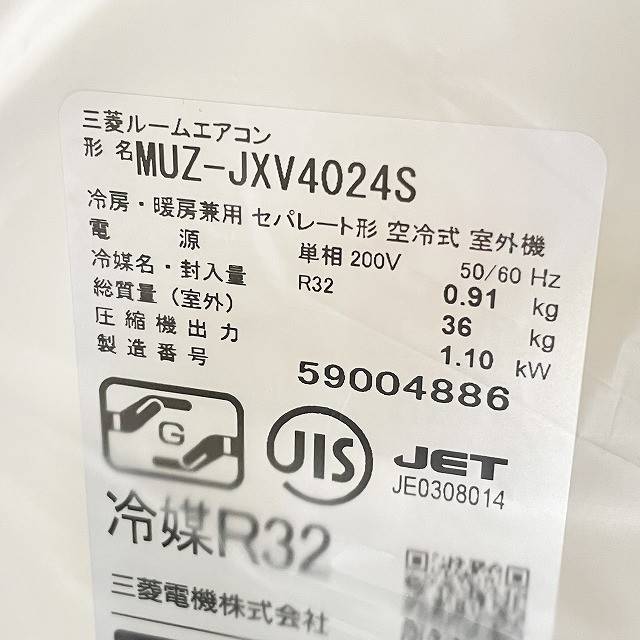 三菱ルームエアコン
形名 MUZ-JXV4024S
冷房・暖房兼用 セパレート形 空冷式 室外機
電源 単相 200V 50/60 Hz
冷媒名・封入量 R32 0.91 kg
総質量（室外） 36 kg
圧縮機出力 1.10 kW
製造番号 59004886
G
JIS
JET
JE0308014
冷媒R32
三菱電機株式会社